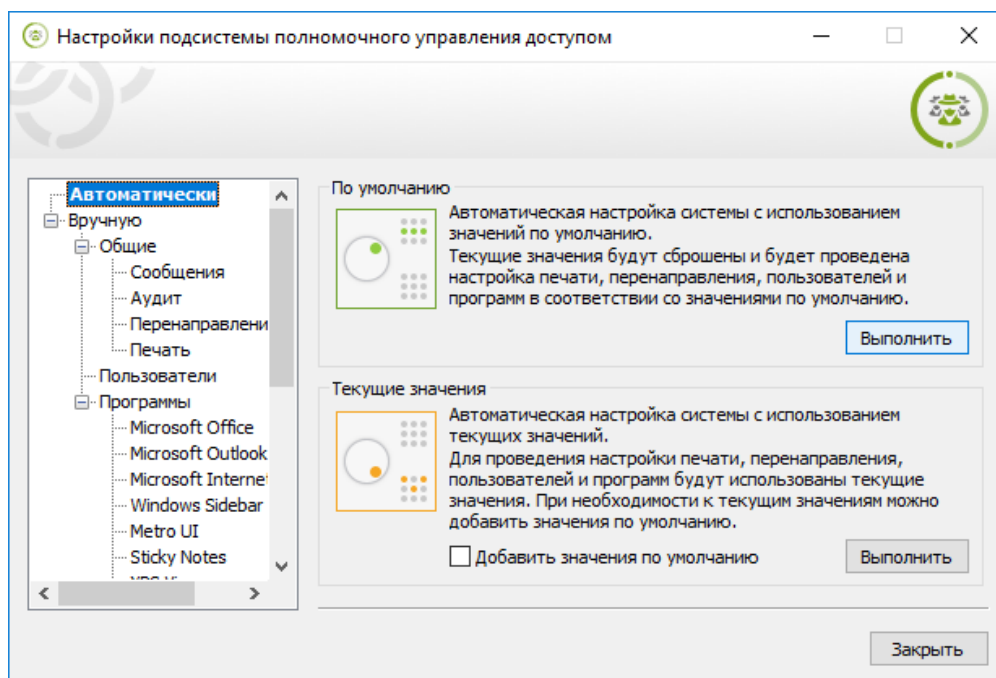 Настройки подсистемы полномочного управления доступом
Автоматически
Вручную
Общие
Сообщения
Аудит
Перенаправлени
Печать
Пользователи
Программы
Microsoft Office
Microsoft Outlook
Microsoft Interne
Windows Sidebar
Metro UI
Sticky Notes
По умолчанию
Автоматическая настройка системы с использованием
значений по умолчанию.
Текущие значения будут сброшены и будет проведена
настройка печати, перенаправления, пользователей и
программ в соответствии со значениями по умолчанию.
Выполнить
Текущие значения
Автоматическая настройка системы с использованием
текущих значений.
Для проведения настройки печати, перенаправления,
пользователей и программ будут использованы текущие
значения. При необходимости к текущим значениям можно
добавить значения по умолчанию.
Добавить значения по умолчанию
Выполнить
Закрыть